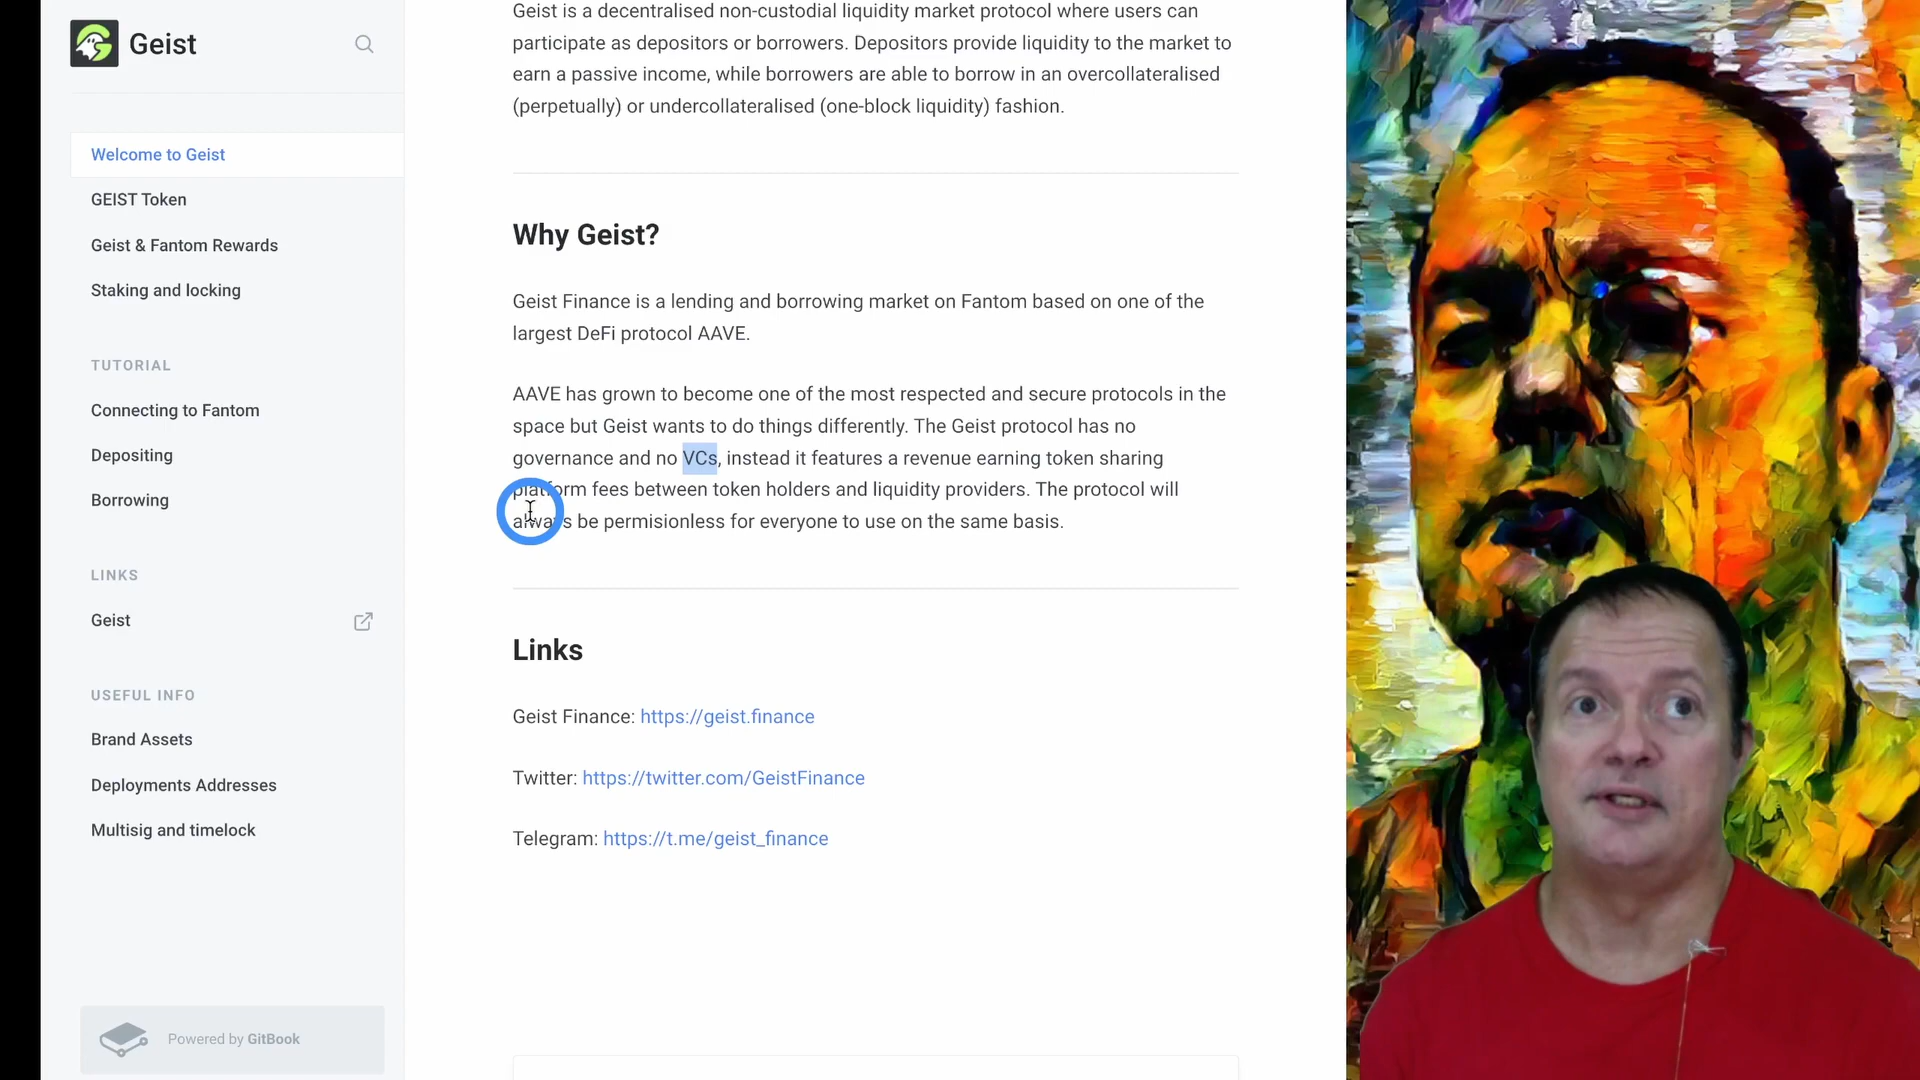 Geist
Welcome to Geist
GEIST Token
Geist & Fantom Rewards
Staking and locking
TUTORIAL
Connecting to Fantom
Depositing
Borrowing
LINKS
Geist
USEFUL INFO
Brand Assets
Deployments Addresses
Multisig and timelock
Powered by GitBook
Geist is a decentralised non-custodial liquidity market protocol where users can
participate as depositors or borrowers. Depositors provide liquidity to the market to
earn a passive income, while borrowers are able to borrow in an overcollateralised
(perpetually) or undercollateralised (one-block liquidity) fashion.
Why Geist?
Geist Finance is a lending and borrowing market on Fantom based on one of the
largest DeFi protocol AAVE.
AAVE has grown to become one of the most respected and secure protocols in the
space but Geist wants to do things differently. The Geist protocol has no
governance and no VCs, instead it features a revenue earning token sharing
platform fees between token holders and liquidity providers. The protocol will
always be permisionless for everyone to use on the same basis.
Links
Geist Finance: https://geist.finance
Twitter: https://twitter.com/GeistFinance
Telegram: https://t.me/geist_finance